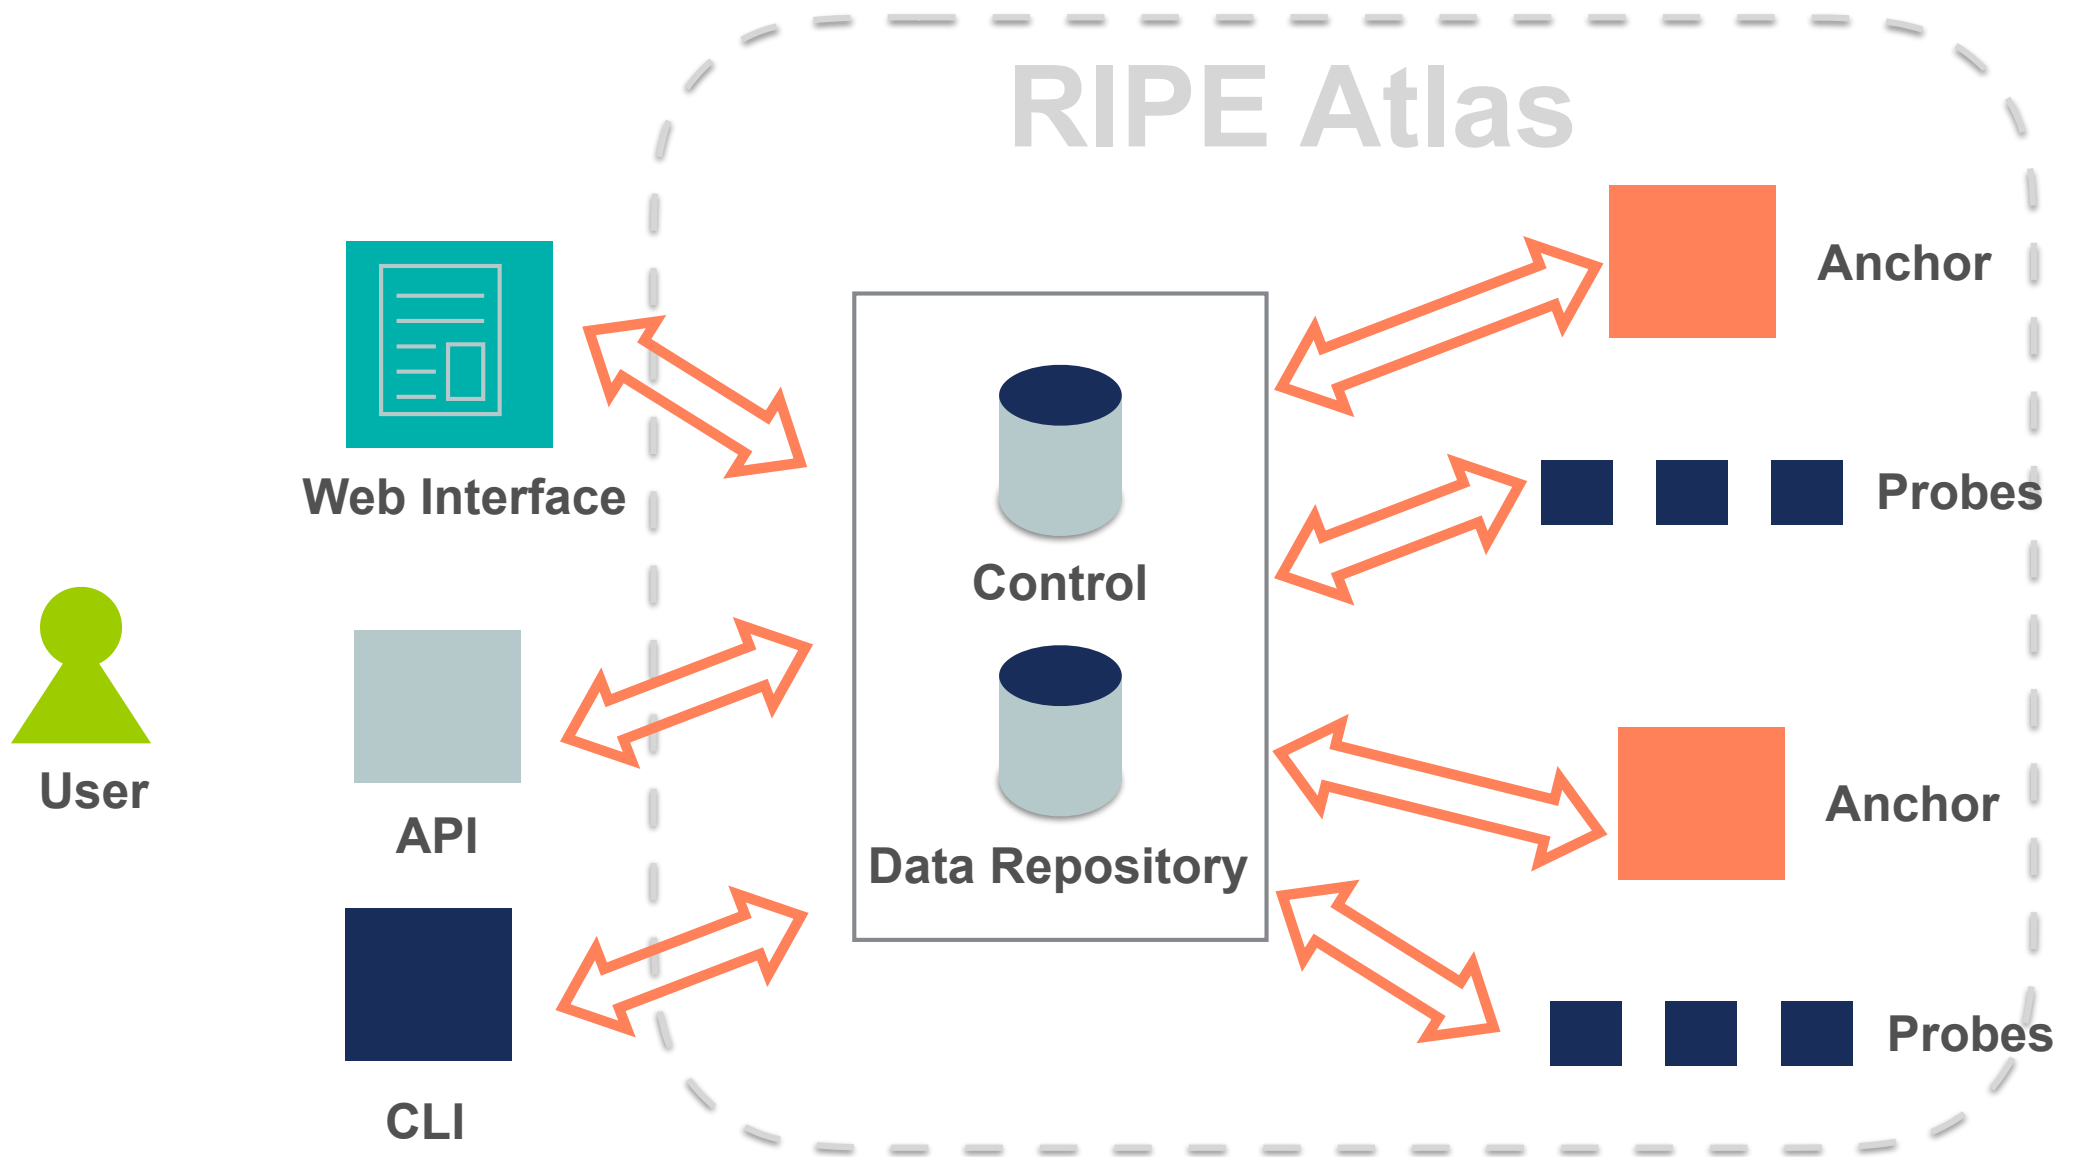 RIPE Atlas
Anchor
Web Interface
Probes
Control
User
API
Data Repository
Anchor
CLI
Probes